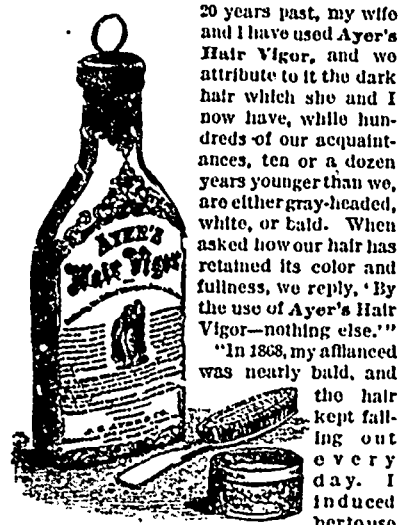 AYER'S
Hair Vigor
20 years past, my wife
and I have used Ayer's
Hair Vigor, and we
attribute to it the dark
hair which she and I
now have, while hun-
dreds of our acquaint-
ances, ten or a dozen
years younger than we,
are either gray-headed,
white, or bald. When
asked how our hair has
retained its color and
fullness, we reply, 'By
the use of Ayer's Hair
Vigor—nothing else.'"
"In 1868, my affianced
was nearly bald, and
the hair
kept fall-
ing out
every
day. I
induced
her to use